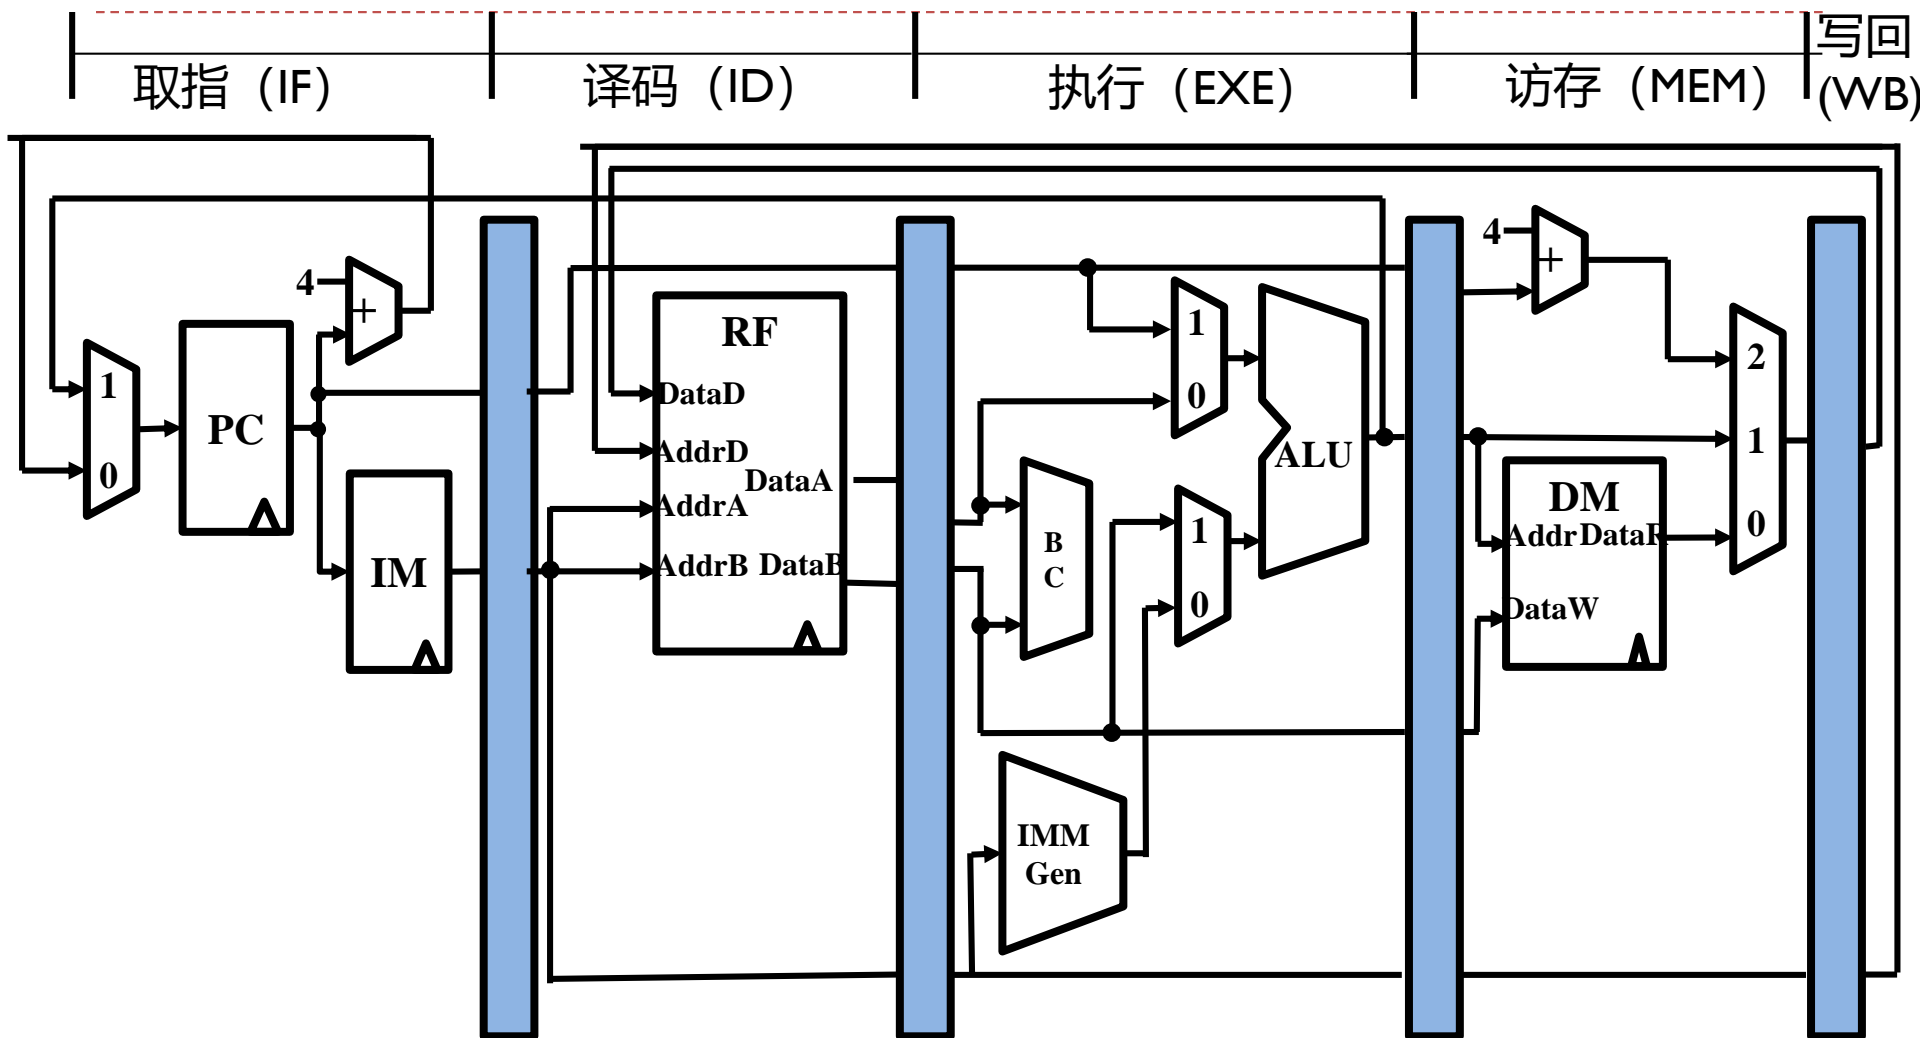 取指（IF）
译码（ID）
执行（EXE）
访存（MEM）
写回
(WB)
4
+
1
0
PC
IM
RF
DataD
AddrD
DataA
AddrA
AddrB DataB
B
C
IMM
Gen
1
0
1
0
ALU
4
+
2
1
0
DM
Addr DataR
DataW